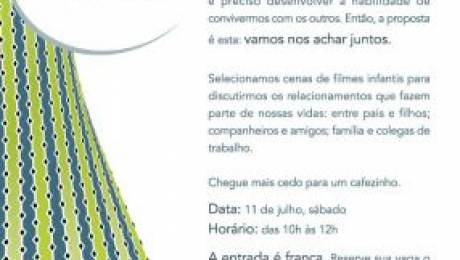 é preciso desenvolver a habilidade de
convivermos com os outros. Então, a proposta
é esta: vamos nos achar juntos.
Selecionamos cenas de filmes infantis para
discutirmos os relacionamentos que fazem
parte de nossas vidas: entre pais e filhos;
companheiros e amigos; família e colegas de
trabalho.
Chegue mais cedo para um cafezinho.
Data: 11 de julho, sábado
Horário: das 10h às 12h
A entrada é franca. Reserve sua vaga o